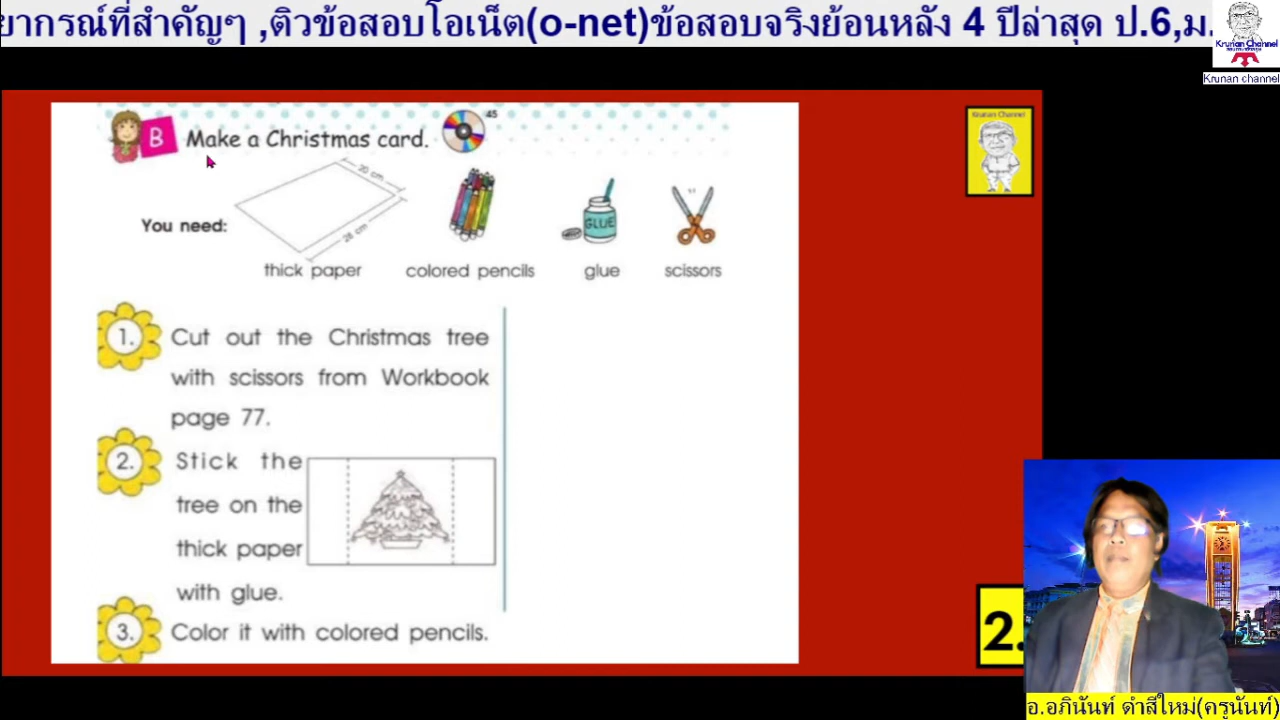 ยากรณ์ที่สำคัญๆ ,ติวข้อสอบโอเน็ต(o-net)ข้อสอบจริงย้อนหลัง 4 ปีล่าสุด ป.6,ม.
Krunan Channel
Krunan channel
B Make a Christmas card.
45
Krunan Channel
20 cm
28 cm
You need:
GLUE
thick paper colored pencils glue scissors
1. Cut out the Christmas tree
with scissors from Workbook
page 77.
2. Stick the
tree on the
thick paper
with glue.
3. Color it with colored pencils.
2.
อ.อภินันท์ ดำสีใหม่(ครูนันท์)